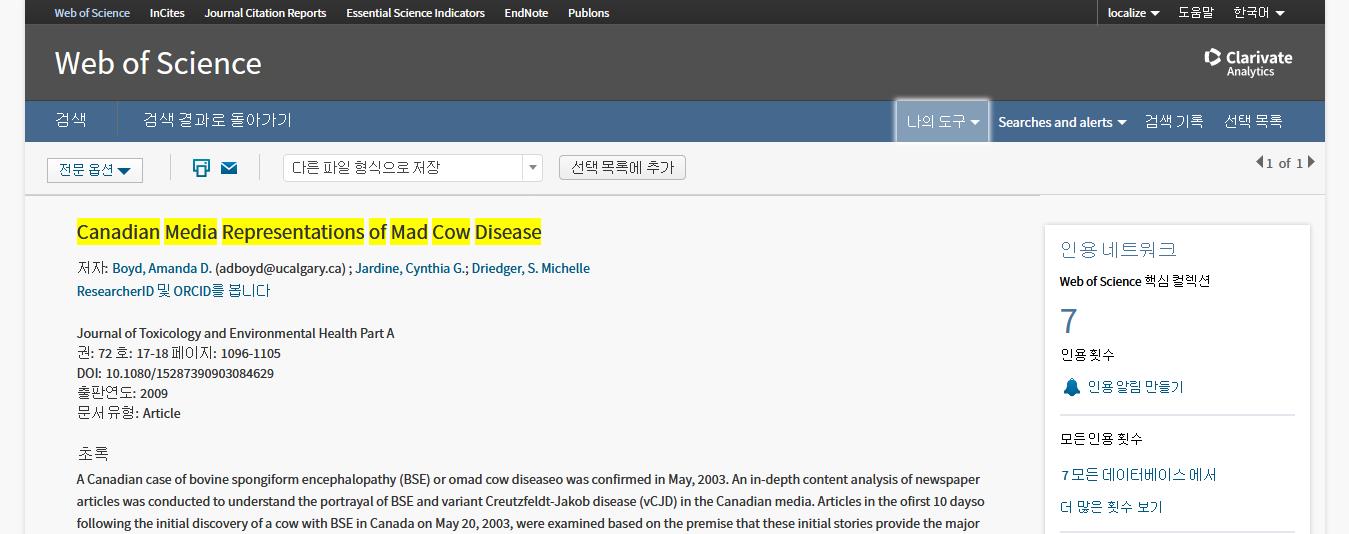 Web of Science InCites Journal Citation Reports Essential Science Indicators EndNote Publons localize 도움말 한국어
Web of Science
Clarivate
Analytics
검색 검색 결과로 돌아가기 나의 도구 Searches and alerts 검색 기록 선택 목록
전문 옵션 다른 파일 형식으로 저장 선택 목록에 추가 1 of 1
Canadian Media Representations of Mad Cow Disease
저자: Boyd, Amanda D. (adboyd@ucalgary.ca) ; Jardine, Cynthia G.; Driedger, S. Michelle
ResearcherID 및 ORCID를 봅니다
Journal of Toxicology and Environmental Health Part A
권: 72 호: 17-18 페이지: 1096-1105
DOI: 10.1080/15287390903084629
출판연도: 2009
문서 유형: Article
초록
A Canadian case of bovine spongiform encephalopathy (BSE) or omad cow diseaseo was confirmed in May, 2003. An in-depth content analysis of newspaper
articles was conducted to understand the portrayal of BSE and variant Creutzfeldt-Jakob disease (vCJD) in the Canadian media. Articles in the ofirst 10 dayso
following the initial discovery of a cow with BSE in Canada on May 20, 2003, were examined based on the premise that these initial stories provide the major
인용 네트워크
Web of Science 핵심 컬렉션
7
인용 횟수
인용 알림 만들기
모든 인용 횟수
7 모든 데이터베이스 에서
더 많은 횟수 보기